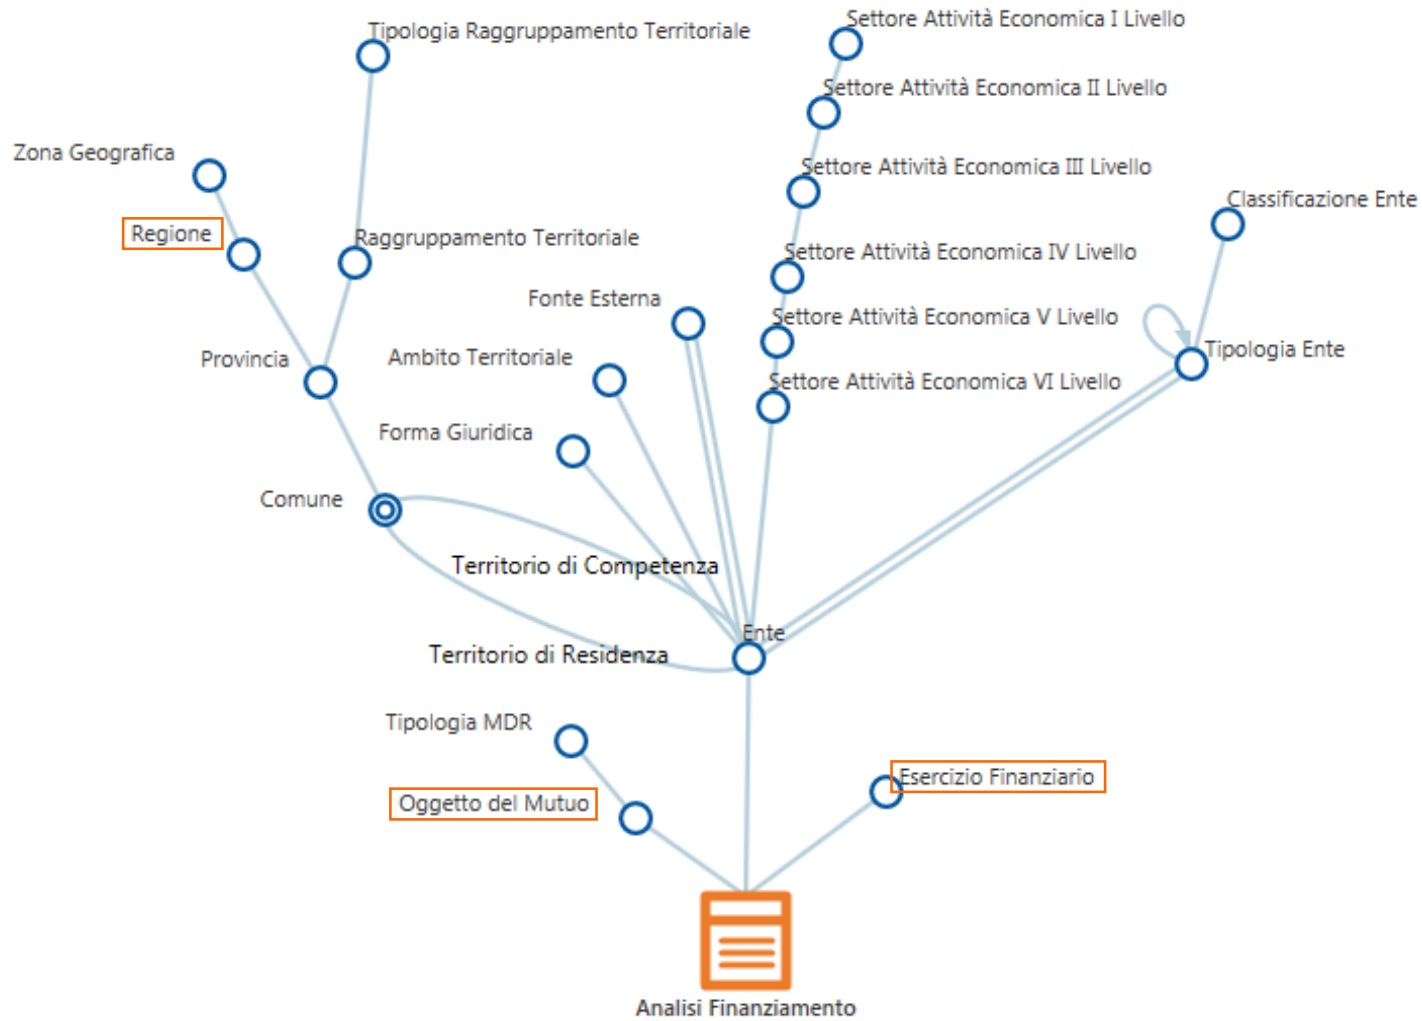 Settore Attività Economica I Livello
Tipologia Raggruppamento Territoriale
Settore Attività Economica II Livello
Zona Geografica
Settore Attività Economica III Livello
Classificazione Ente
Regione
Raggruppamento Territoriale
Settore Attività Economica IV Livello
Fonte Esterna
Settore Attività Economica V Livello
Tipologia Ente
Provincia
Ambito Territoriale
Settore Attività Economica VI Livello
Forma Giuridica
Comune
Territorio di Competenza
Ente
Territorio di Residenza
Tipologia MDR
Esercizio Finanziario
Oggetto del Mutuo
Analisi Finanziamento